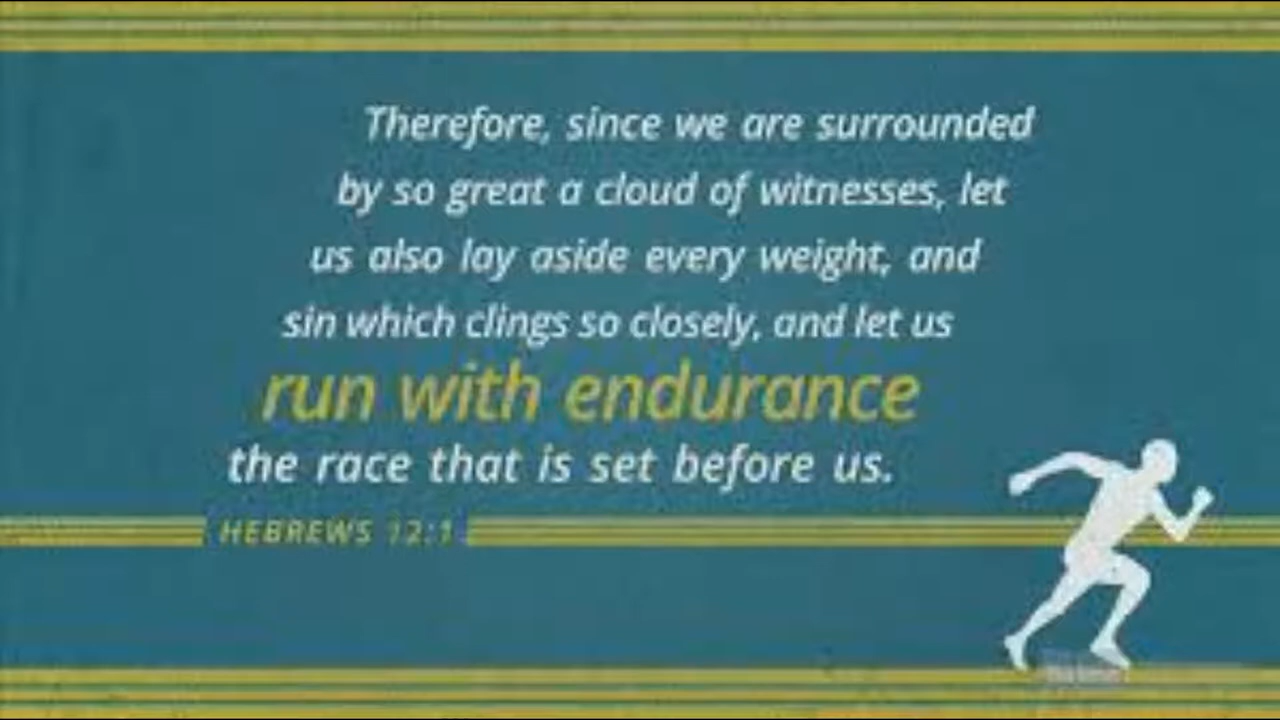 Therefore, since we are surrounded
by so great a cloud of witnesses, let
us also lay aside every weight, and
sin which clings so closely, and let us
run with endurance
the race that is set before us.
HEBREWS 12:1